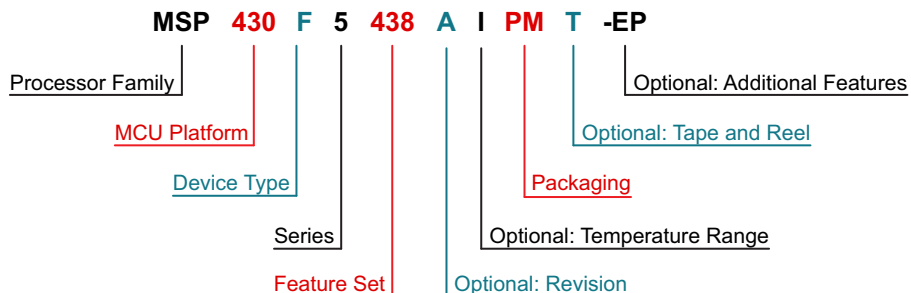 MSP 430 F 5 438 A I PM T -EP
Processor Family
Optional: Additional Features
MCU Platform
Optional: Tape and Reel
Device Type
Packaging
Series
Optional: Temperature Range
Feature Set
Optional: Revision